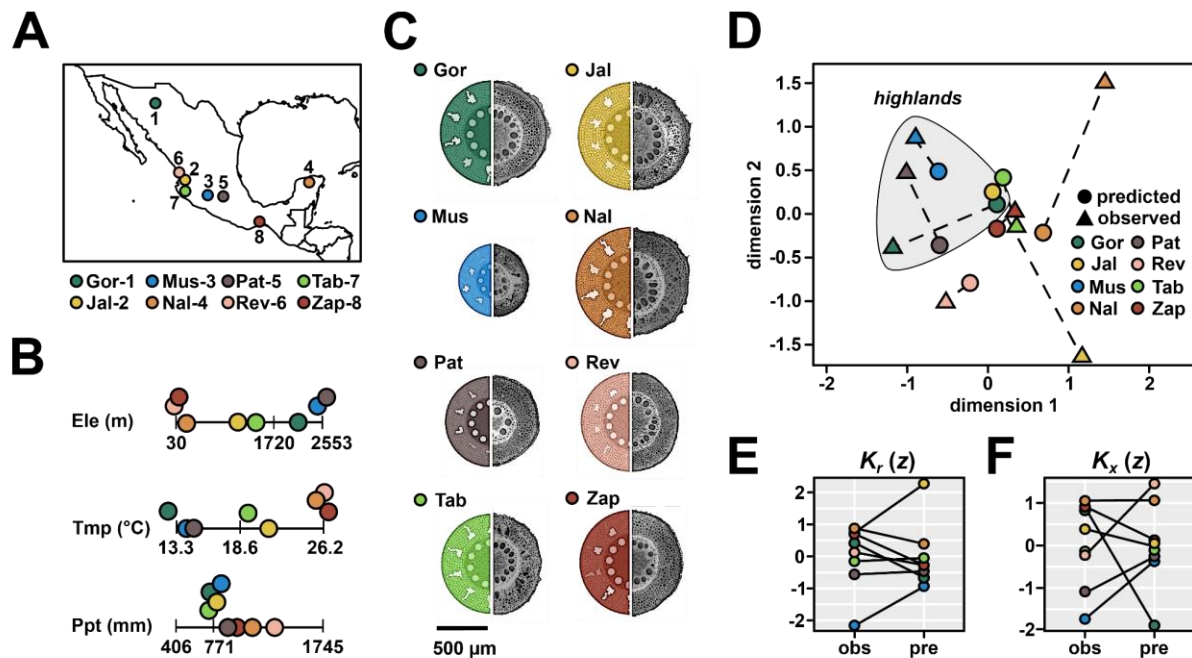 A
1
6
2
3
5
4
7
8
Gor-1 Mus-3 Pat-5 Tab-7
Jal-2 Nal-4 Rev-6 Zap-8
B
Ele (m)
30 1720 2553
Tmp (°C)
13.3 18.6 26.2
Ppt (mm)
406 771 1745
C
Gor Jal
Mus Nal
Pat Rev
Tab Zap
500 µm
D
highlands
dimension 2
1.5
1.0
0.5
0.0
-0.5
-1.0
-1.5
-2 -1 0 1 2
dimension 1
predicted
observed
Gor Pat
Jal Rev
Mus Tab
Nal Zap
E
Kr (z)
2
1
0
-1
-2
obs pre
F
Kx (z)
1
0
-1
-2
obs pre